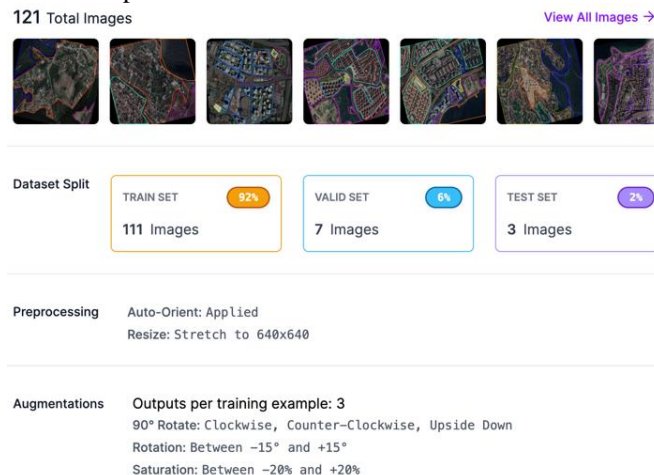 121 Total Images
View All Images →
Dataset Split
TRAIN SET 92%
111 Images
VALID SET 6%
7 Images
TEST SET 2%
3 Images
Preprocessing
Auto-Orient: Applied
Resize: Stretch to 640x640
Augmentations
Outputs per training example: 3
90° Rotate: Clockwise, Counter-Clockwise, Upside Down
Rotation: Between -15° and +15°
Saturation: Between -20% and +20%